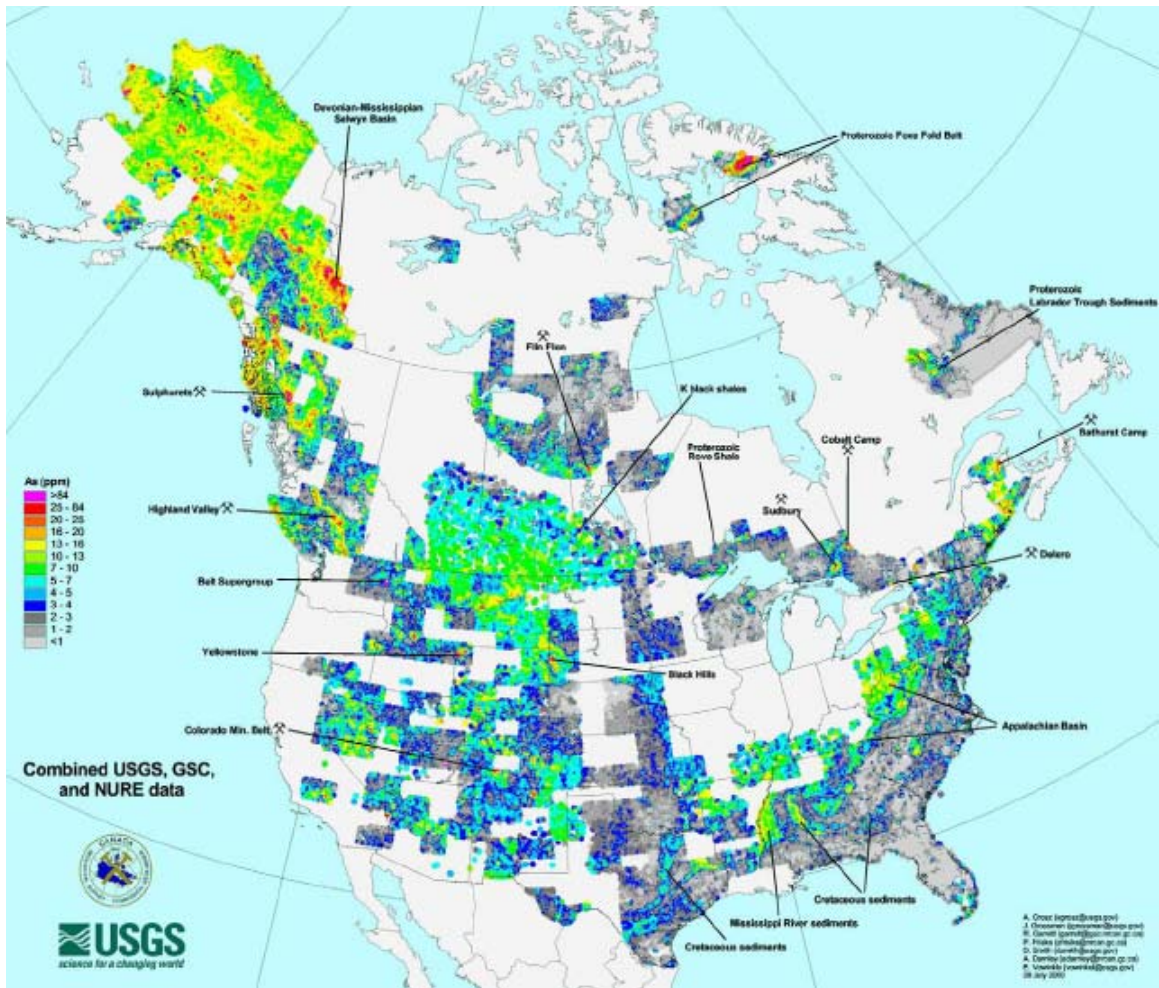 Devonian-Mississippian
Selwyn Basin
Proterozoic Foxe Fold Belt
Proterozoic
Labrador Trough Sediments
Flin Flon
K black shales
Sulphurets
Bathurst Camp
Cobalt Camp
Proterozoic
Rove Shale
Sudbury
As (ppm)
>84
25 - 84
20 - 25
16 - 20
13 - 16
10 - 13
7 - 10
5 - 7
4 - 5
3 - 4
2 - 3
1 - 2
<1
Highland Valley
Delero
Belt Supergroup
Yellowstone
Black Hills
Appalachian Basin
Colorado Min. Belt
Combined USGS, GSC,
and NURE data
CANADA
Cretaceous sediments
Mississippi River sediments
Cretaceous sediments
USGS
science for a changing world